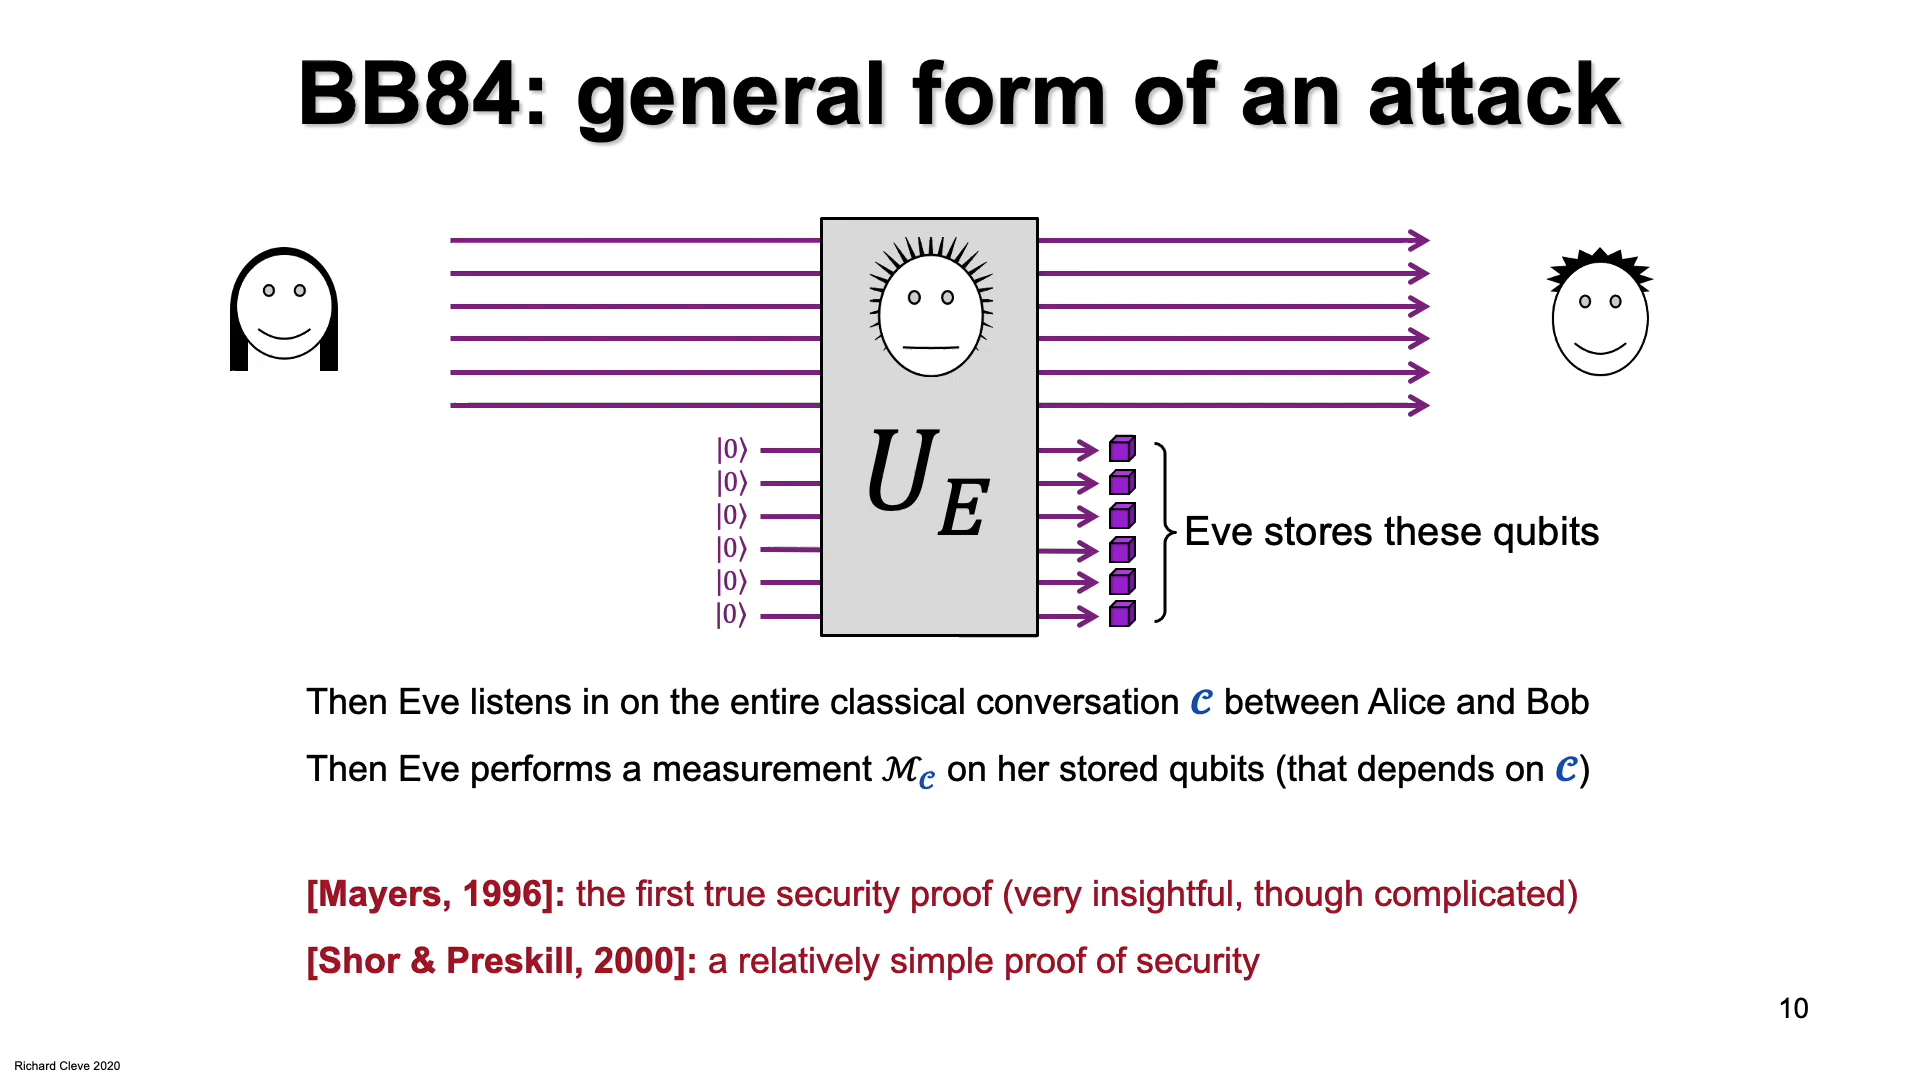 BB84: general form of an attack
|0⟩
|0⟩
|0⟩
|0⟩
|0⟩
|0⟩
U_E
Eve stores these qubits
Then Eve listens in on the entire classical conversation 𝓒 between Alice and Bob
Then Eve performs a measurement ℳ_𝓒 on her stored qubits (that depends on 𝓒)
[Mayers, 1996]: the first true security proof (very insightful, though complicated)
[Shor & Preskill, 2000]: a relatively simple proof of security
10
Richard Cleve 2020